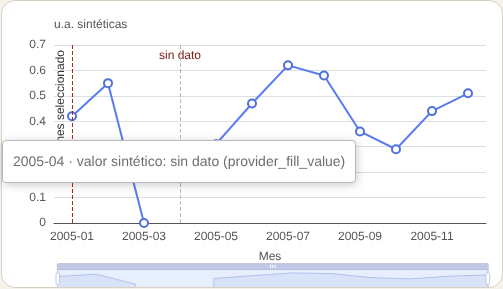 u.a. sintéticas
0.7
sin dato
0.6
mes seleccionado
0.5
0.4
2005-04 · valor sintético: sin dato (provider_fill_value)
0.1
0
2005-01 2005-03 2005-05 2005-07 2005-09 2005-11
Mes